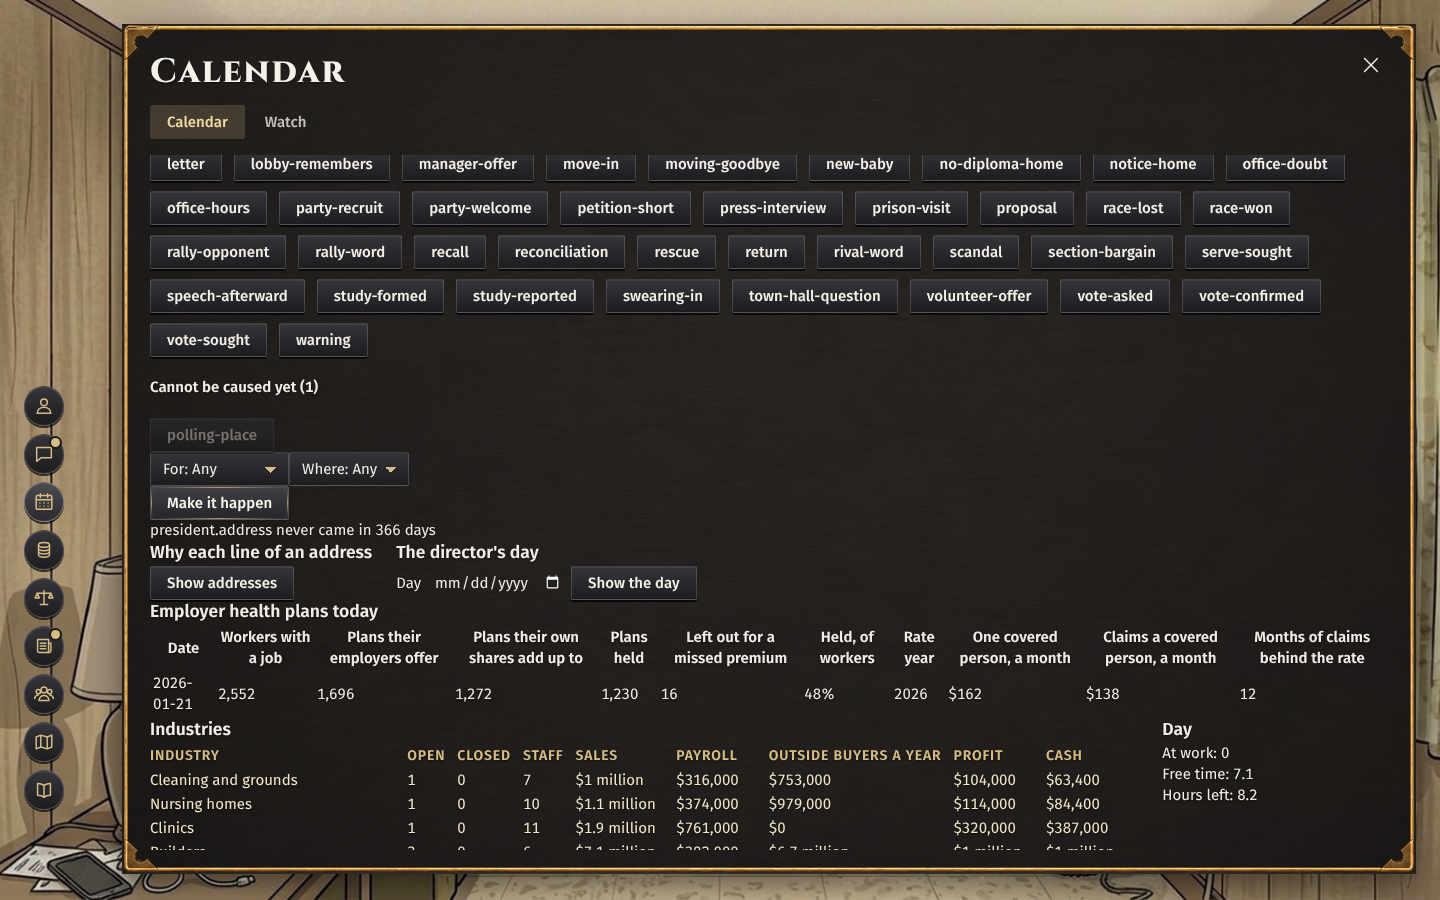 CALENDAR
Calendar Watch
letter lobby-remembers manager-offer move-in moving-goodbye new-baby no-diploma-home notice-home office-doubt
office-hours party-recruit party-welcome petition-short press-interview prison-visit proposal race-lost race-won
rally-opponent rally-word recall reconciliation rescue return rival-word scandal section-bargain serve-sought
speech-afterward study-formed study-reported swearing-in town-hall-question volunteer-offer vote-asked vote-confirmed
vote-sought warning
Cannot be caused yet (1)
polling-place
For: Any Where: Any
Make it happen
president.address never came in 366 days
Why each line of an address The director's day
Show addresses Day mm/dd/yyyy Show the day
Employer health plans today
Date Workers with a job Plans their employers offer Plans their own shares add up to Plans held Left out for a missed premium Held, of workers Rate year One covered person, a month Claims a covered person, a month Months of claims behind the rate
2026-01-21 2,552 1,696 1,272 1,230 16 48% 2026 $162 $138 12
Industries Day
INDUSTRY OPEN CLOSED STAFF SALES PAYROLL OUTSIDE BUYERS A YEAR PROFIT CASH At work: 0
Cleaning and grounds 1 0 7 $1 million $316,000 $753,000 $104,000 $63,400 Free time: 7.1
Nursing homes 1 0 10 $1.1 million $374,000 $979,000 $114,000 $84,400 Hours left: 8.2
Clinics 1 0 11 $1.9 million $761,000 $0 $320,000 $387,000